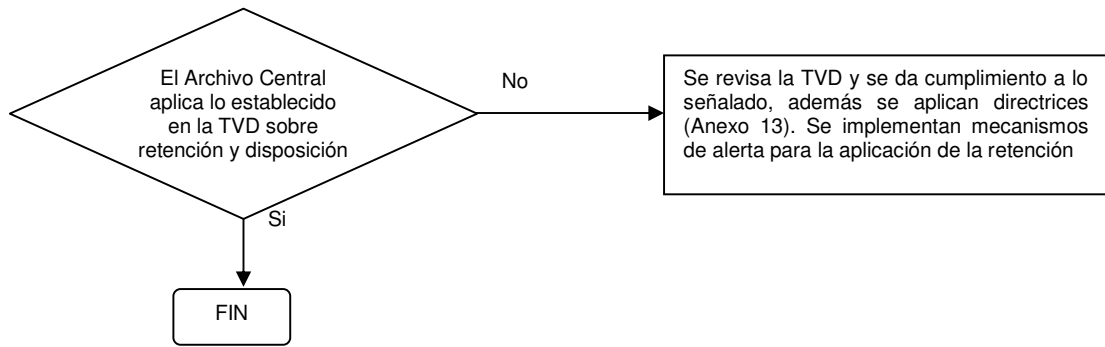 El Archivo Central
aplica lo establecido
en la TVD sobre
retención y disposición
No
Se revisa la TVD y se da cumplimiento a lo
señalado, además se aplican directrices
(Anexo 13). Se implementan mecanismos
de alerta para la aplicación de la retención
Si
FIN